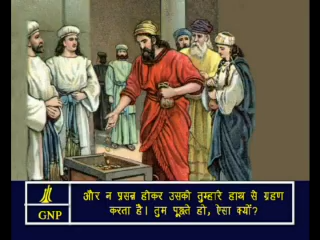 और न प्रसन्न होकर उसको तुम्हारे हाथ से ग्रहण
करता है। तुम पूछते हो, ऐसा क्यों?
GNP